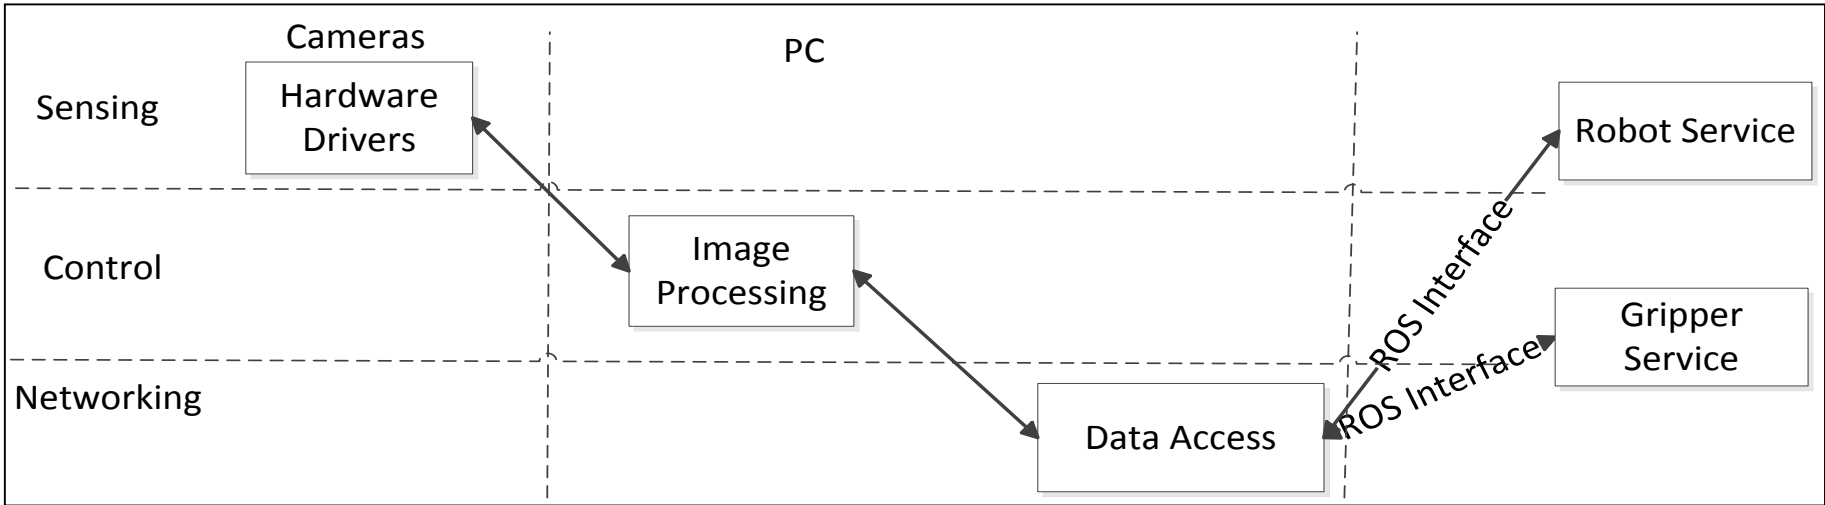 Cameras
PC
Sensing
Hardware
Drivers
Robot Service
Control
Image
Processing
ROS Interface
Gripper
Service
ROS Interface
Networking
Data Access